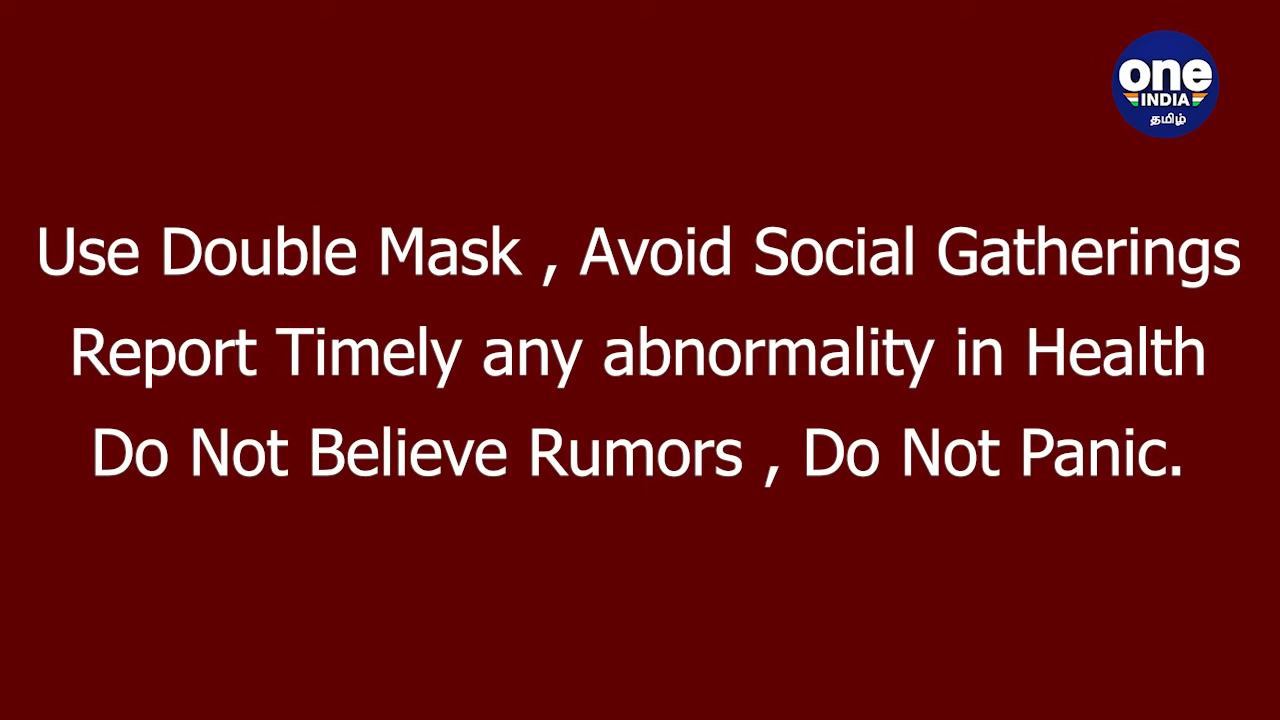 one
INDIA
தமிழ்
Use Double Mask , Avoid Social Gatherings
Report Timely any abnormality in Health
Do Not Believe Rumors , Do Not Panic.